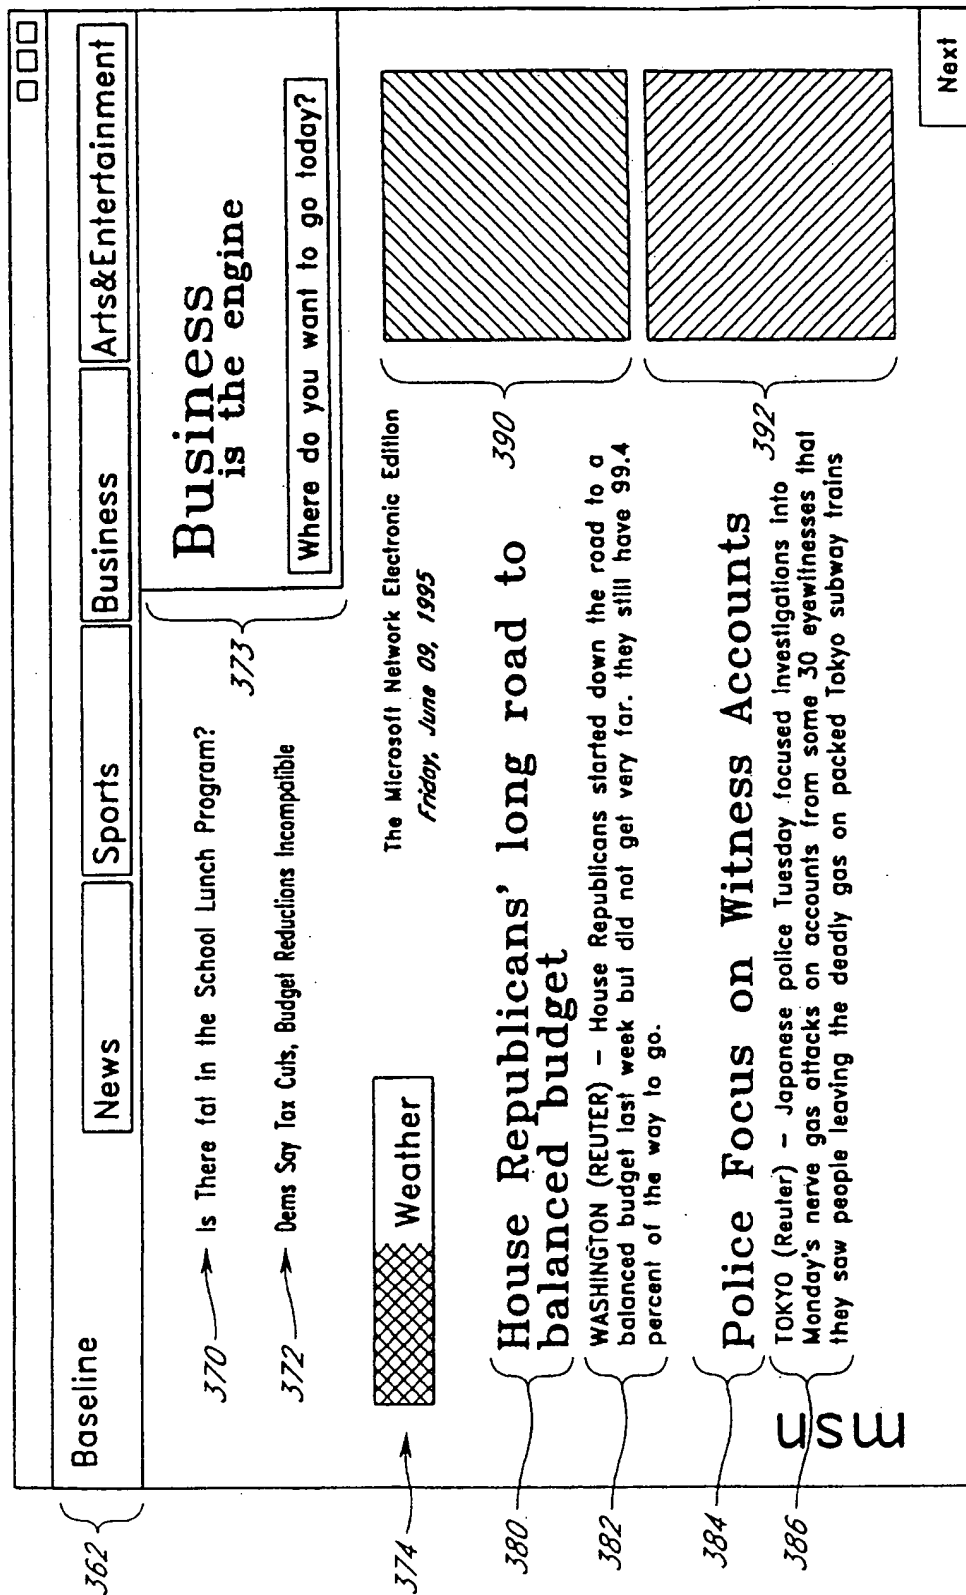 Baseline
News
Sports
Business
Arts&Entertainment
362
370
Is There fat in the School Lunch Program?
372
Dems Say Tax Cuts, Budget Reductions Incompatible
373
Business
is the engine
Where do you want to go today?
374
Weather
The Microsoft Network Electronic Edition
Friday, June 09, 1995
380
House Republicans' long road to
balanced budget
390
382
WASHINGTON (REUTER) – House Republicans started down the road to a
balanced budget last week but did not get very far. they still have 99.4
percent of the way to go.
384
Police Focus on Witness Accounts
392
386
TOKYO (Reuter) – Japanese police Tuesday focused Investigations into
Monday's nerve gas attacks on accounts from some 30 eyewitnesses that
they saw people leaving the deadly gas on packed Tokyo subway trains
msn
Next